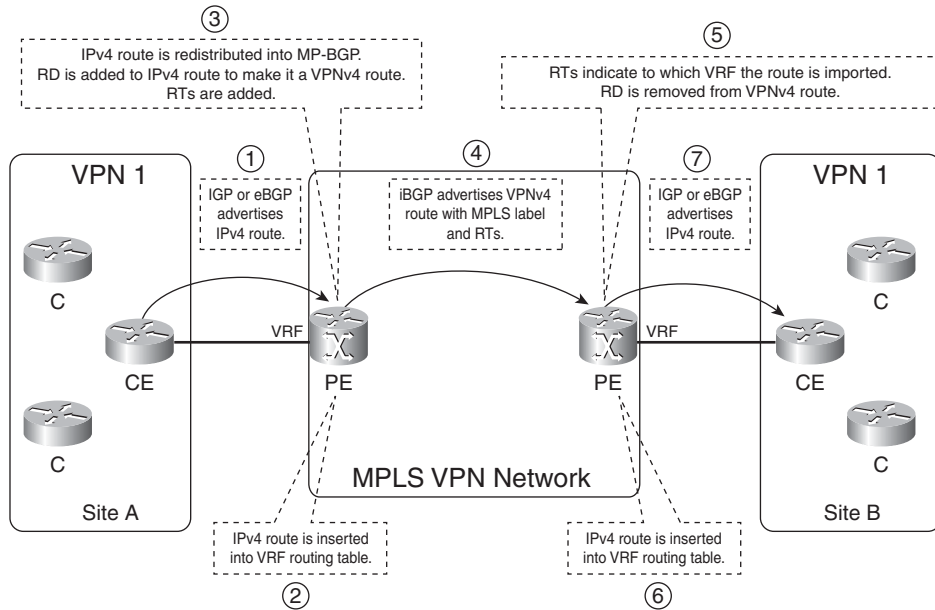 ③
IPv4 route is redistributed into MP-BGP.
RD is added to IPv4 route to make it a VPNv4 route.
RTs are added.
⑤
RTs indicate to which VRF the route is imported.
RD is removed from VPNv4 route.
VPN 1
①
IGP or eBGP
advertises
IPv4 route.
④
iBGP advertises VPNv4
route with MPLS label
and RTs.
⑦
IGP or eBGP
advertises
IPv4 route.
VPN 1
C
C
VRF
VRF
CE
PE
PE
CE
C
C
MPLS VPN Network
Site A
Site B
IPv4 route is inserted
into VRF routing table.
②
IPv4 route is inserted
into VRF routing table.
⑥